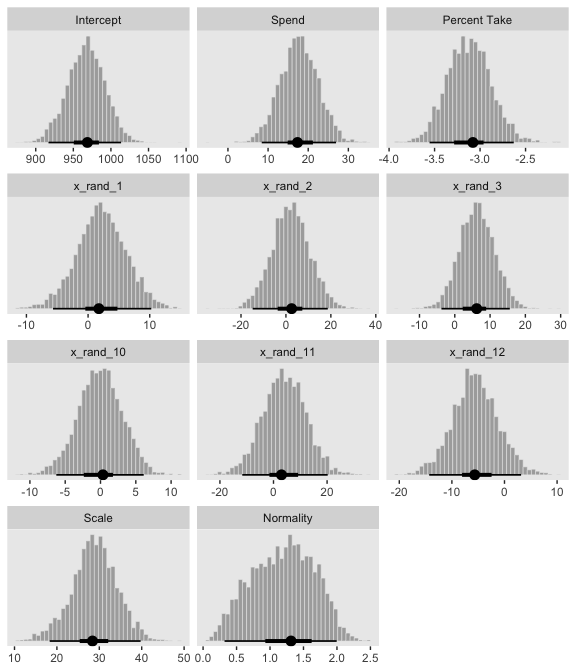 Intercept Spend Percent Take
900 950 1000 1050 1100 0 10 20 30 -4.0 -3.5 -3.0 -2.5
x_rand_1 x_rand_2 x_rand_3
-10 0 10 -20 0 20 40 -10 0 10 20 30
x_rand_10 x_rand_11 x_rand_12
-10 -5 0 5 10 -20 0 20 -20 -10 0 10
Scale Normality
10 20 30 40 50 0.0 0.5 1.0 1.5 2.0 2.5